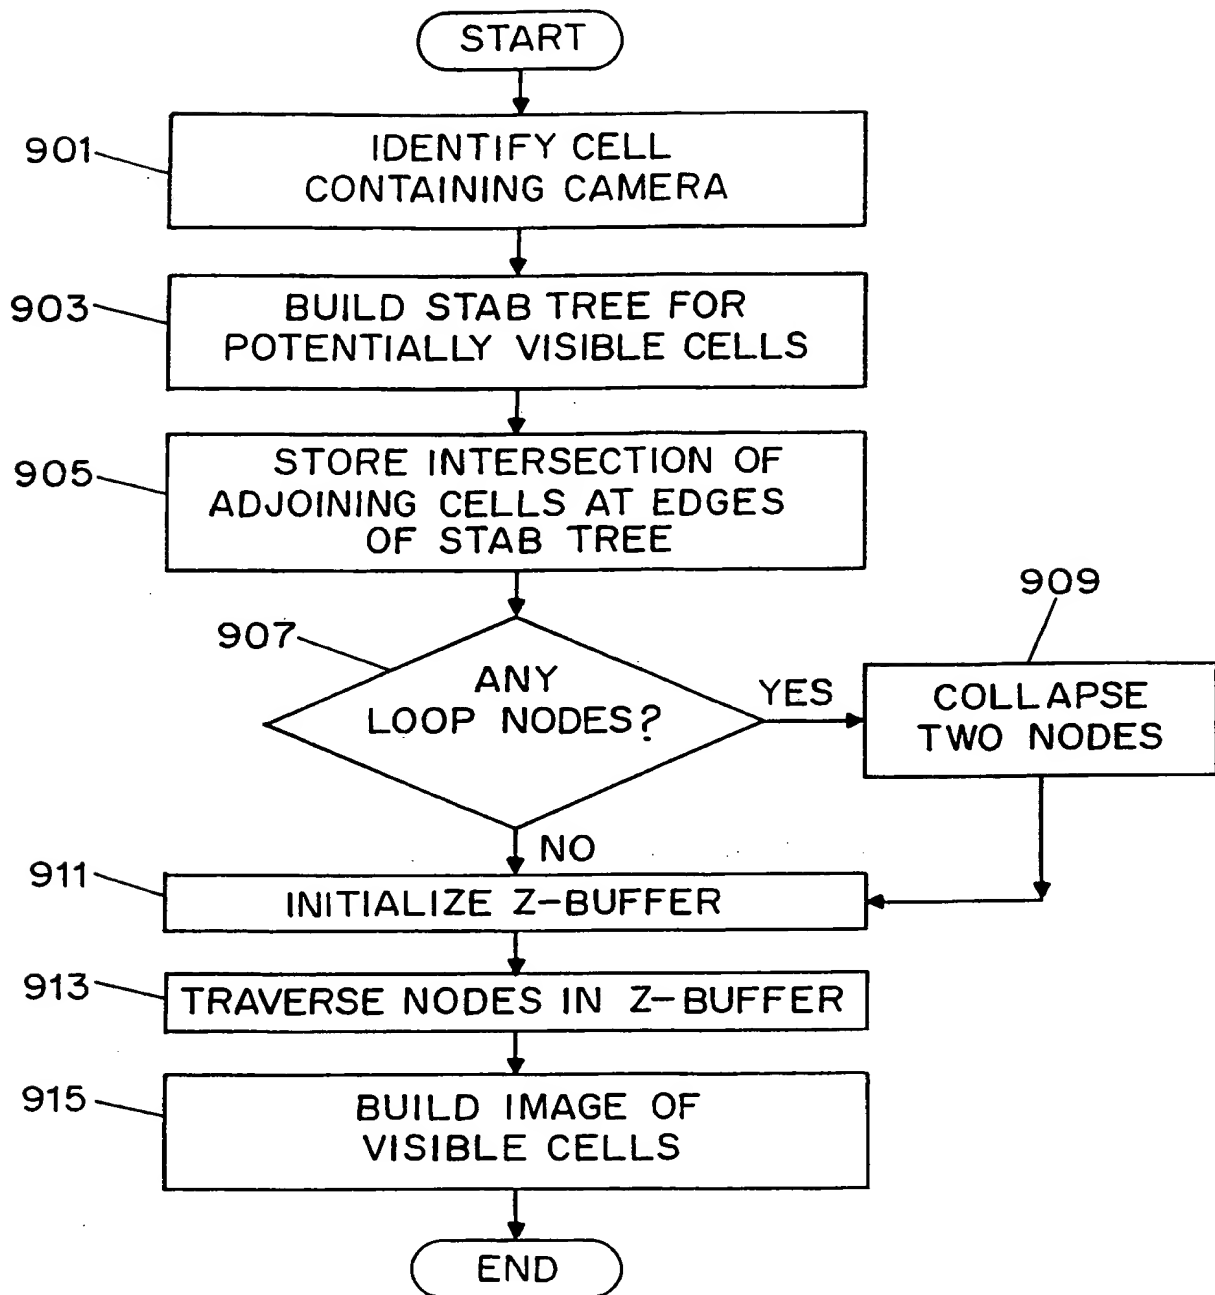 START
901
IDENTIFY CELL
CONTAINING CAMERA
903
BUILD STAB TREE FOR
POTENTIALLY VISIBLE CELLS
905
STORE INTERSECTION OF
ADJOINING CELLS AT EDGES
OF STAB TREE
907
ANY
LOOP NODES?
YES
909
COLLAPSE
TWO NODES
NO
911
INITIALIZE Z-BUFFER
913
TRAVERSE NODES IN Z-BUFFER
915
BUILD IMAGE OF
VISIBLE CELLS
END